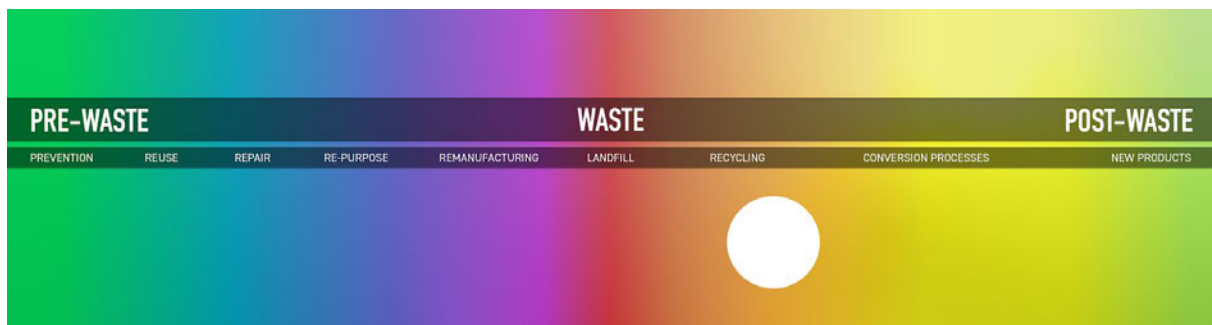 PRE-WASTE WASTE POST-WASTE
PREVENTION REUSE REPAIR RE-PURPOSE REMANUFACTURING LANDFILL RECYCLING CONVERSION PROCESSES NEW PRODUCTS